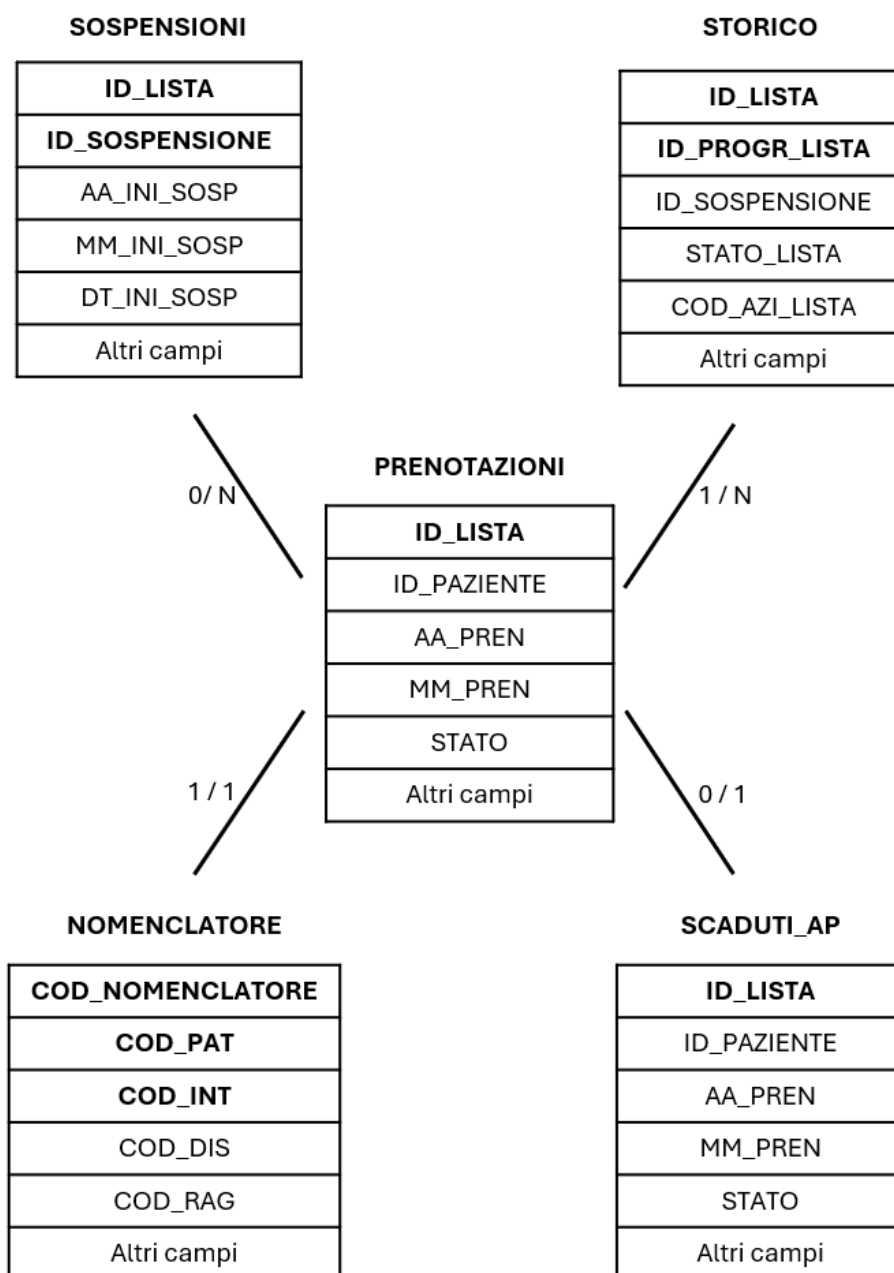 SOSPENSIONI
ID_LISTA
ID_SOSPENSIONE
AA_INI_SOSP
MM_INI_SOSP
DT_INI_SOSP
Altri campi
STORICO
ID_LISTA
ID_PROGR_LISTA
ID_SOSPENSIONE
STATO_LISTA
COD_AZI_LISTA
Altri campi
0/ N
1 / N
PRENOTAZIONI
ID_LISTA
ID_PAZIENTE
AA_PREN
MM_PREN
STATO
Altri campi
1 / 1
0 / 1
NOMENCLATORE
COD_NOMENCLATORE
COD_PAT
COD_INT
COD_DIS
COD_RAG
Altri campi
SCADUTI_AP
ID_LISTA
ID_PAZIENTE
AA_PREN
MM_PREN
STATO
Altri campi